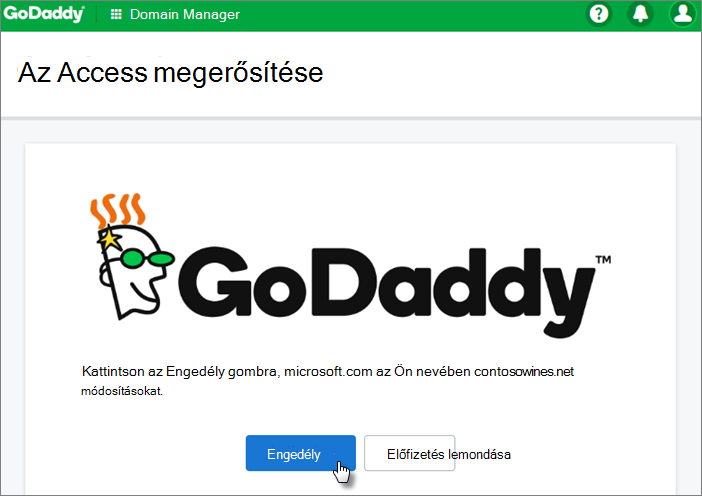 GoDaddy Domain Manager ?
Az Access megerősítése
GoDaddy™
Kattintson az Engedély gombra, microsoft.com az Ön nevében contosowines.net
módosításokat.
Engedély Előfizetés lemondása